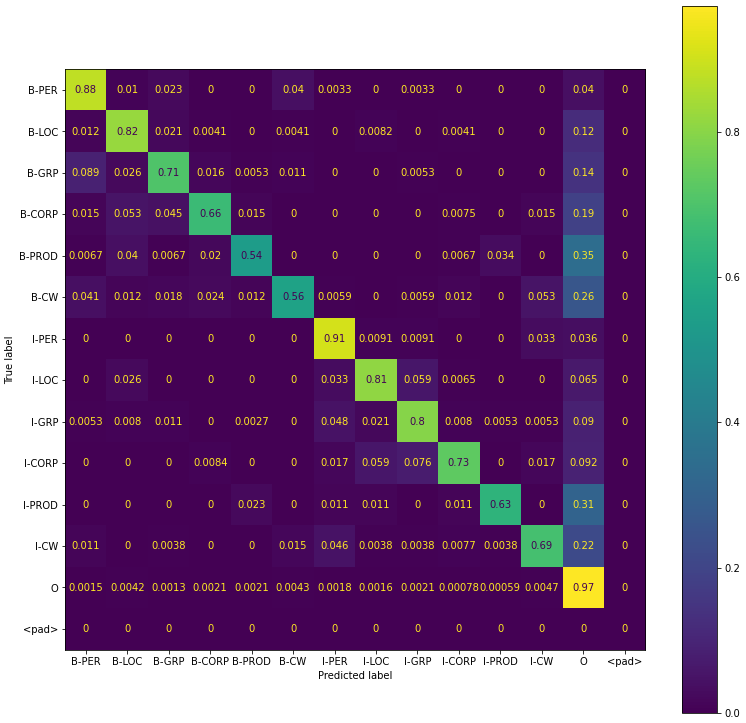 B-PER 0.88 0.01 0.023 0 0 0.04 0.0033 0 0.0033 0 0 0 0.04 0
B-LOC 0.012 0.82 0.021 0.0041 0 0.0041 0 0.0082 0 0.0041 0 0 0.12 0
B-GRP 0.089 0.026 0.71 0.016 0.0053 0.011 0 0 0.0053 0 0 0 0.14 0
B-CORP 0.015 0.053 0.045 0.66 0.015 0 0 0 0 0.0075 0 0.015 0.19 0
B-PROD 0.0067 0.04 0.0067 0.02 0.54 0 0 0 0 0.0067 0.034 0 0.35 0
B-CW 0.041 0.012 0.018 0.024 0.012 0.56 0.0059 0 0.0059 0.012 0 0.053 0.26 0
I-PER 0 0 0 0 0 0 0.91 0.0091 0.0091 0 0 0.033 0.036 0
I-LOC 0 0.026 0 0 0 0 0.033 0.81 0.059 0.0065 0 0 0.065 0
I-GRP 0.0053 0.008 0.011 0 0.0027 0 0.048 0.021 0.8 0.008 0.0053 0.0053 0.09 0
I-CORP 0 0 0 0.0084 0 0 0.017 0.059 0.076 0.73 0 0.017 0.092 0
I-PROD 0 0 0 0 0.023 0 0.011 0.011 0 0.011 0.63 0 0.31 0
I-CW 0.011 0 0.0038 0 0 0.015 0.046 0.0038 0.0038 0.0077 0.0038 0.69 0.22 0
O 0.0015 0.0042 0.0013 0.0021 0.0021 0.0043 0.0018 0.0016 0.0021 0.00078 0.00059 0.0047 0.97 0
<pad> 0 0 0 0 0 0 0 0 0 0 0 0 0 0
B-PER B-LOC B-GRP B-CORP B-PROD B-CW I-PER I-LOC I-GRP I-CORP I-PROD I-CW O <pad>
Predicted label
True label
0.8
0.6
0.4
0.2
0.0